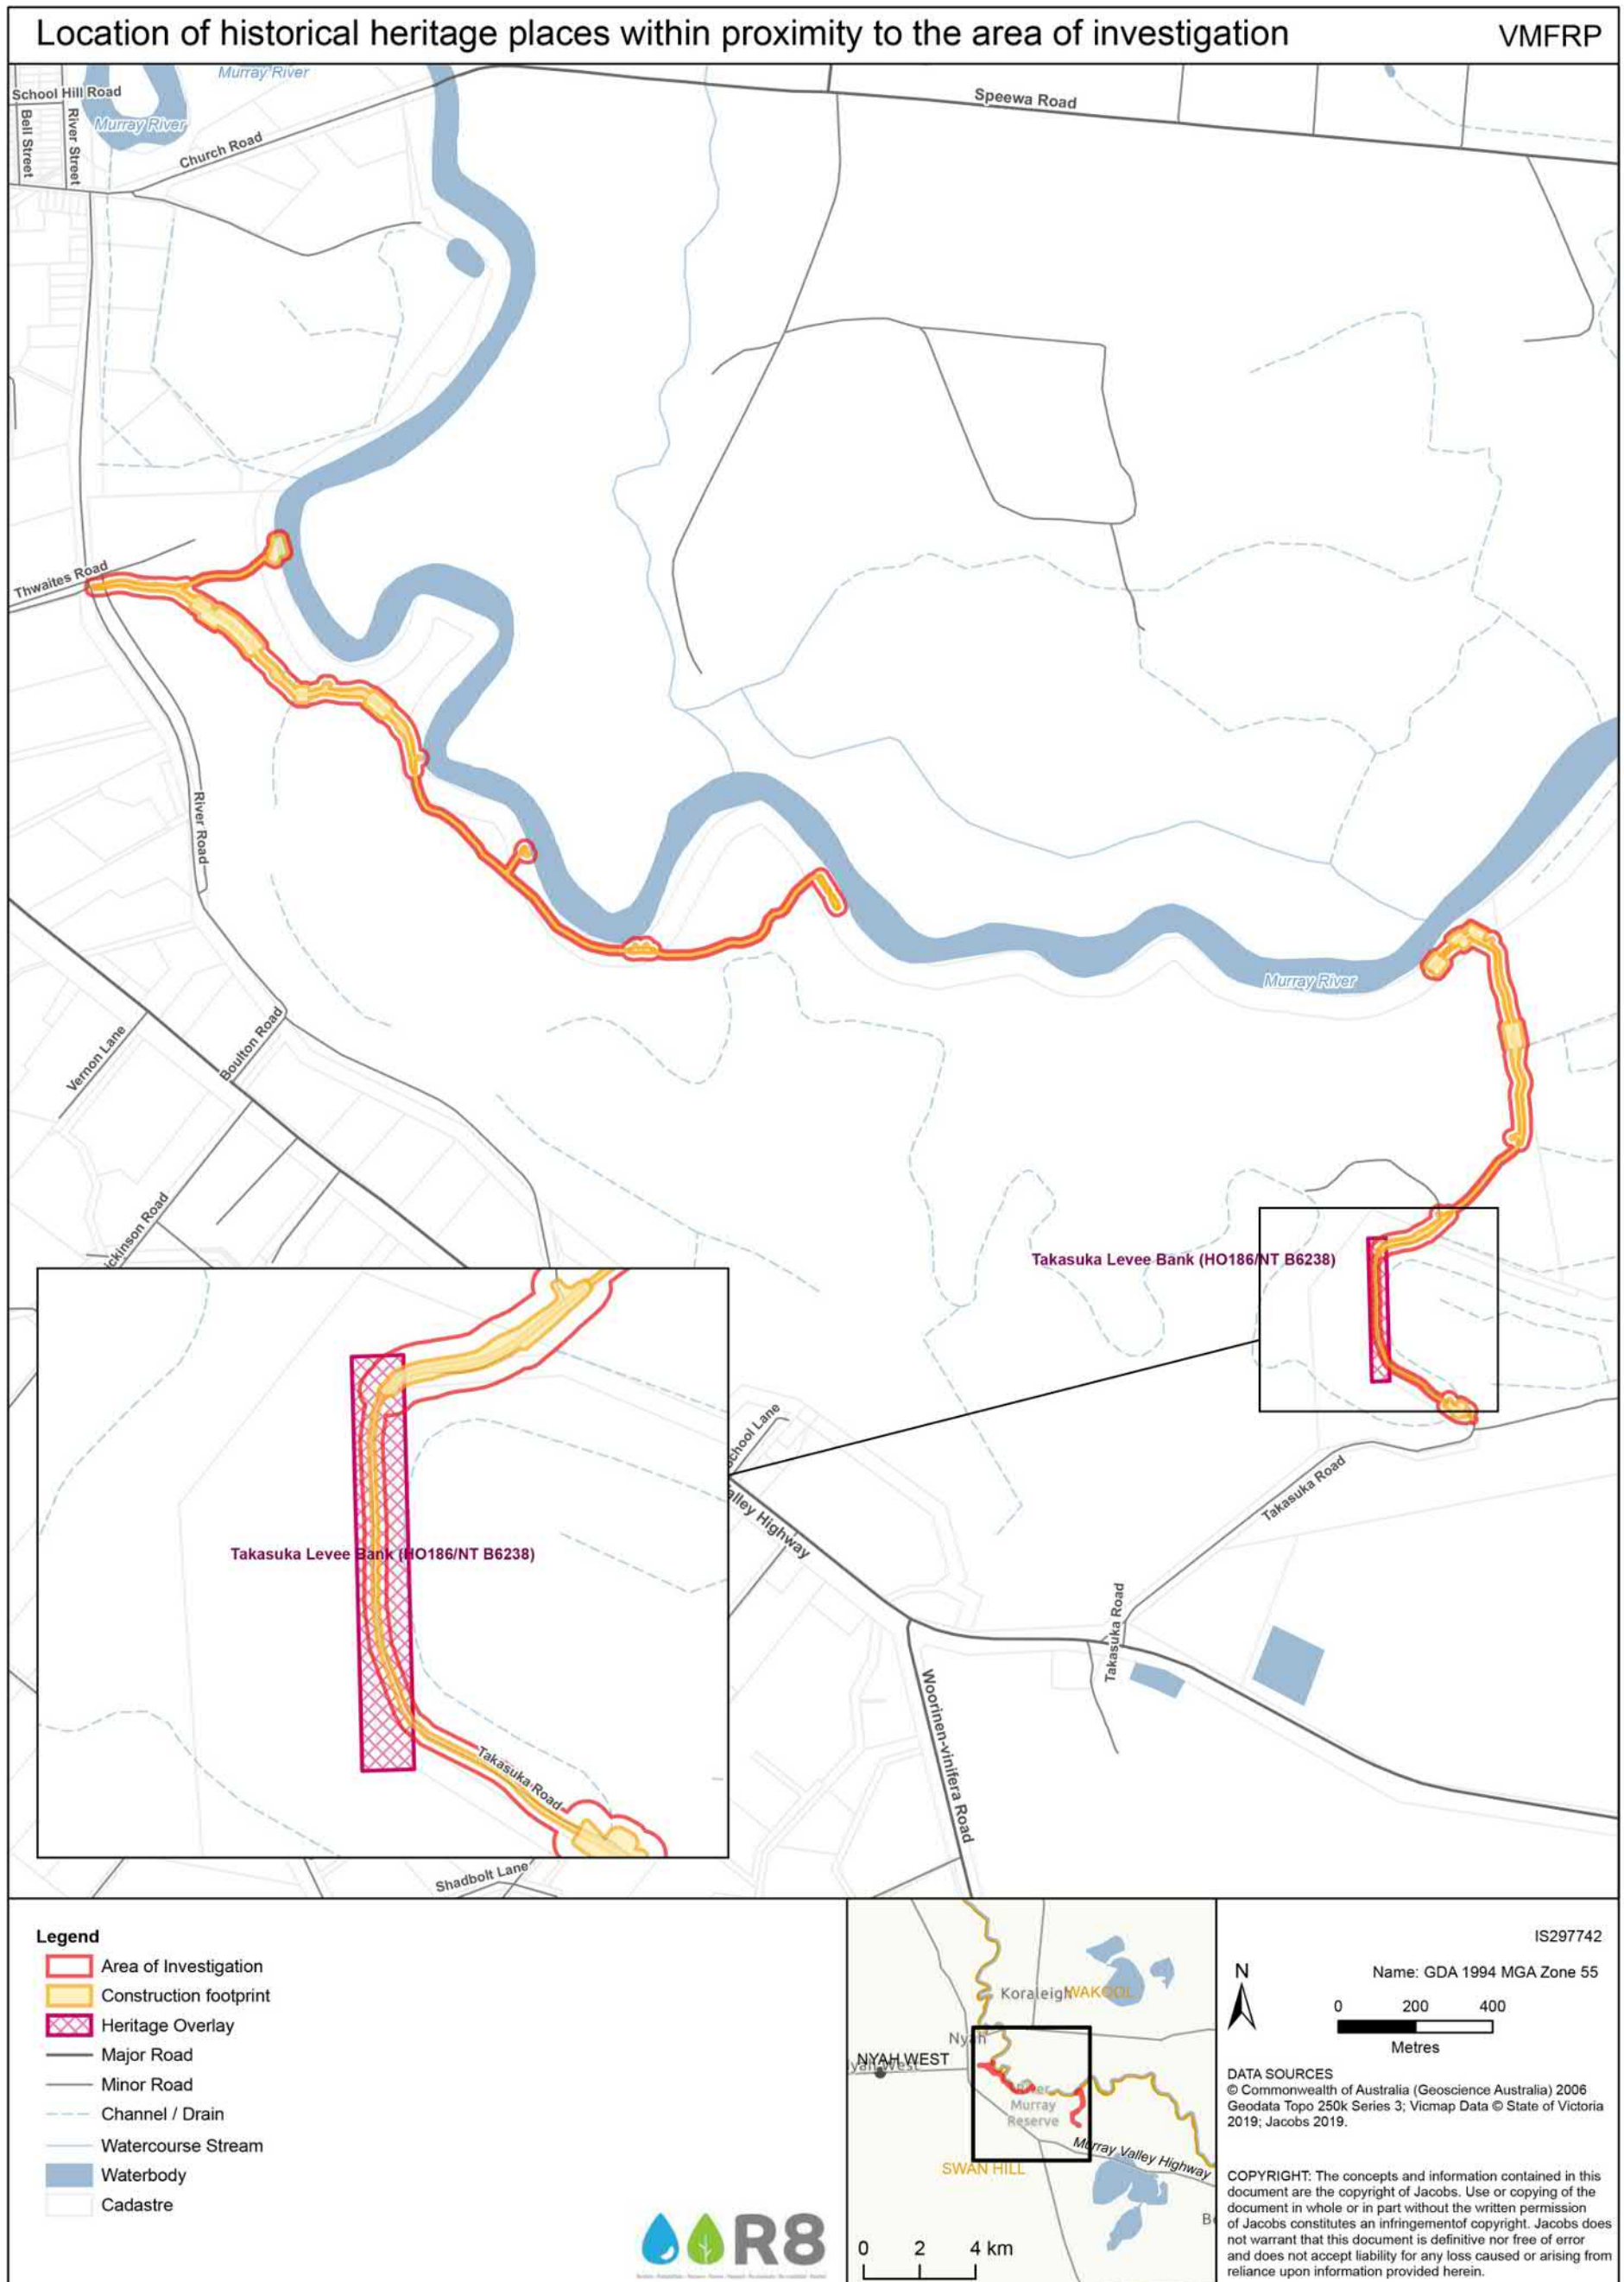 Location of historical heritage places within proximity to the area of investigation
VMFRP
Murray River
School Hill Road
Bell Street
River Street
Murray River
Church Road
Speewa Road
Thwaites Road
River Road
Murray River
Vernon Lane
Boulton Road
ckinson Road
Takasuka Levee Bank (HO186/NT B6238)
School Lane
alley Highway
Takasuka Road
Takasuka Road
Woorinen-vinifera Road
Takasuka Levee Bank (HO186/NT B6238)
Takasuka Road
Shadbolt Lane
Legend
Area of Investigation
Construction footprint
Heritage Overlay
Major Road
Minor Road
Channel / Drain
Watercourse Stream
Waterbody
Cadastre
R8
Koraleigh
WAKOOL
Nyah
NYAH WEST
yah West
River
Murray
Reserve
Murray Valley Highway
SWAN HILL
0 2 4 km
IS297742
N
Name: GDA 1994 MGA Zone 55
0 200 400
Metres
DATA SOURCES
© Commonwealth of Australia (Geoscience Australia) 2006
Geodata Topo 250k Series 3; Vicmap Data © State of Victoria
2019; Jacobs 2019.
COPYRIGHT: The concepts and information contained in this
document are the copyright of Jacobs. Use or copying of the
document in whole or in part without the written permission
of Jacobs constitutes an infringementof copyright. Jacobs does
not warrant that this document is definitive nor free of error
and does not accept liability for any loss caused or arising from
reliance upon information provided herein.